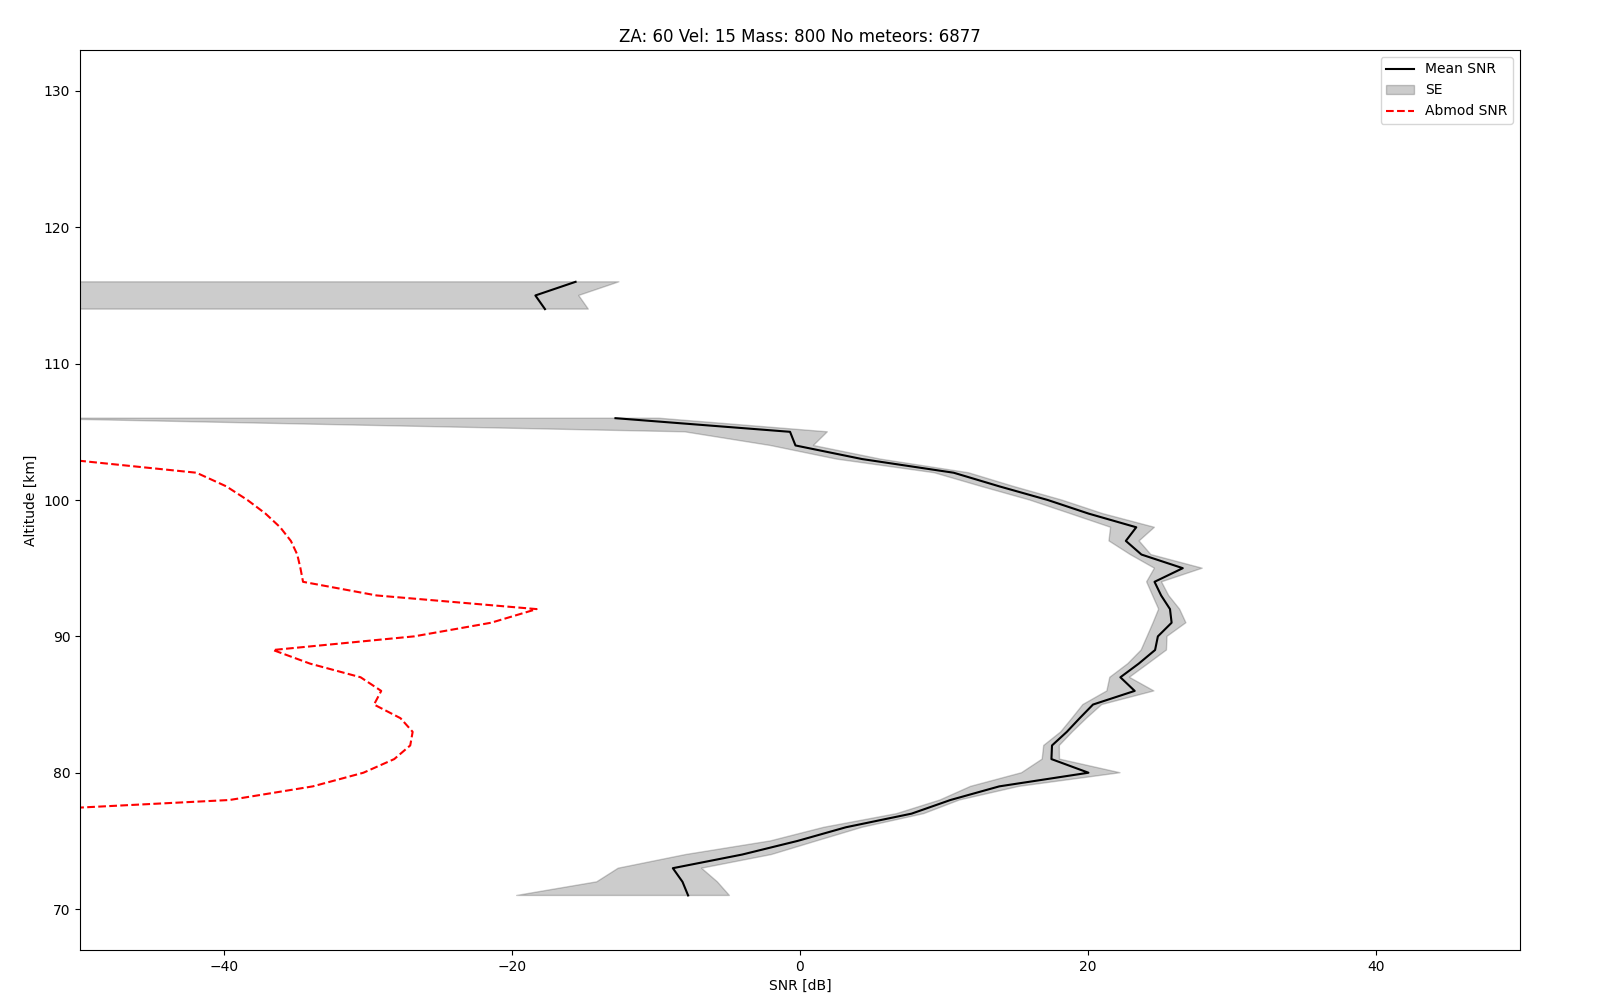 ZA: 60 Vel: 15 Mass: 800 No meteors: 6877
Mean SNR
SE
Abmod SNR
130
120
110
100
90
80
70
Altitude [km]
−40
−20
0
20
40
SNR [dB]